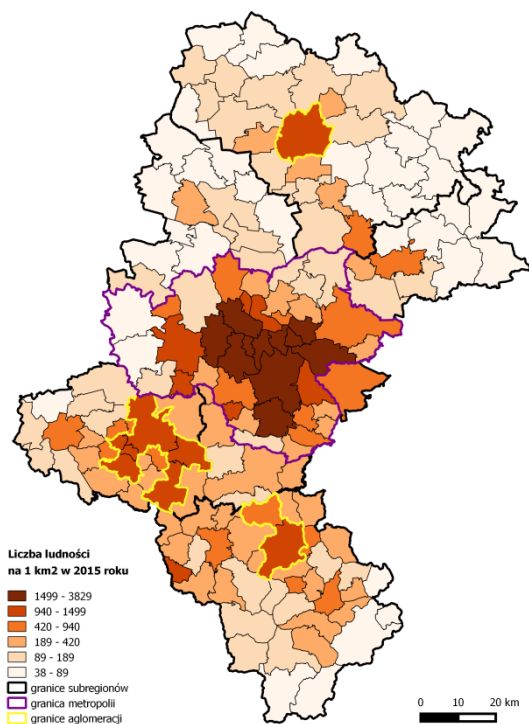 Liczba ludności
na 1 km2 w 2015 roku
1499 - 3829
940 - 1499
420 - 940
189 - 420
89 - 189
38 - 89
granice subregionów
granica metropolii
granice aglomeracji
0 10 20 km